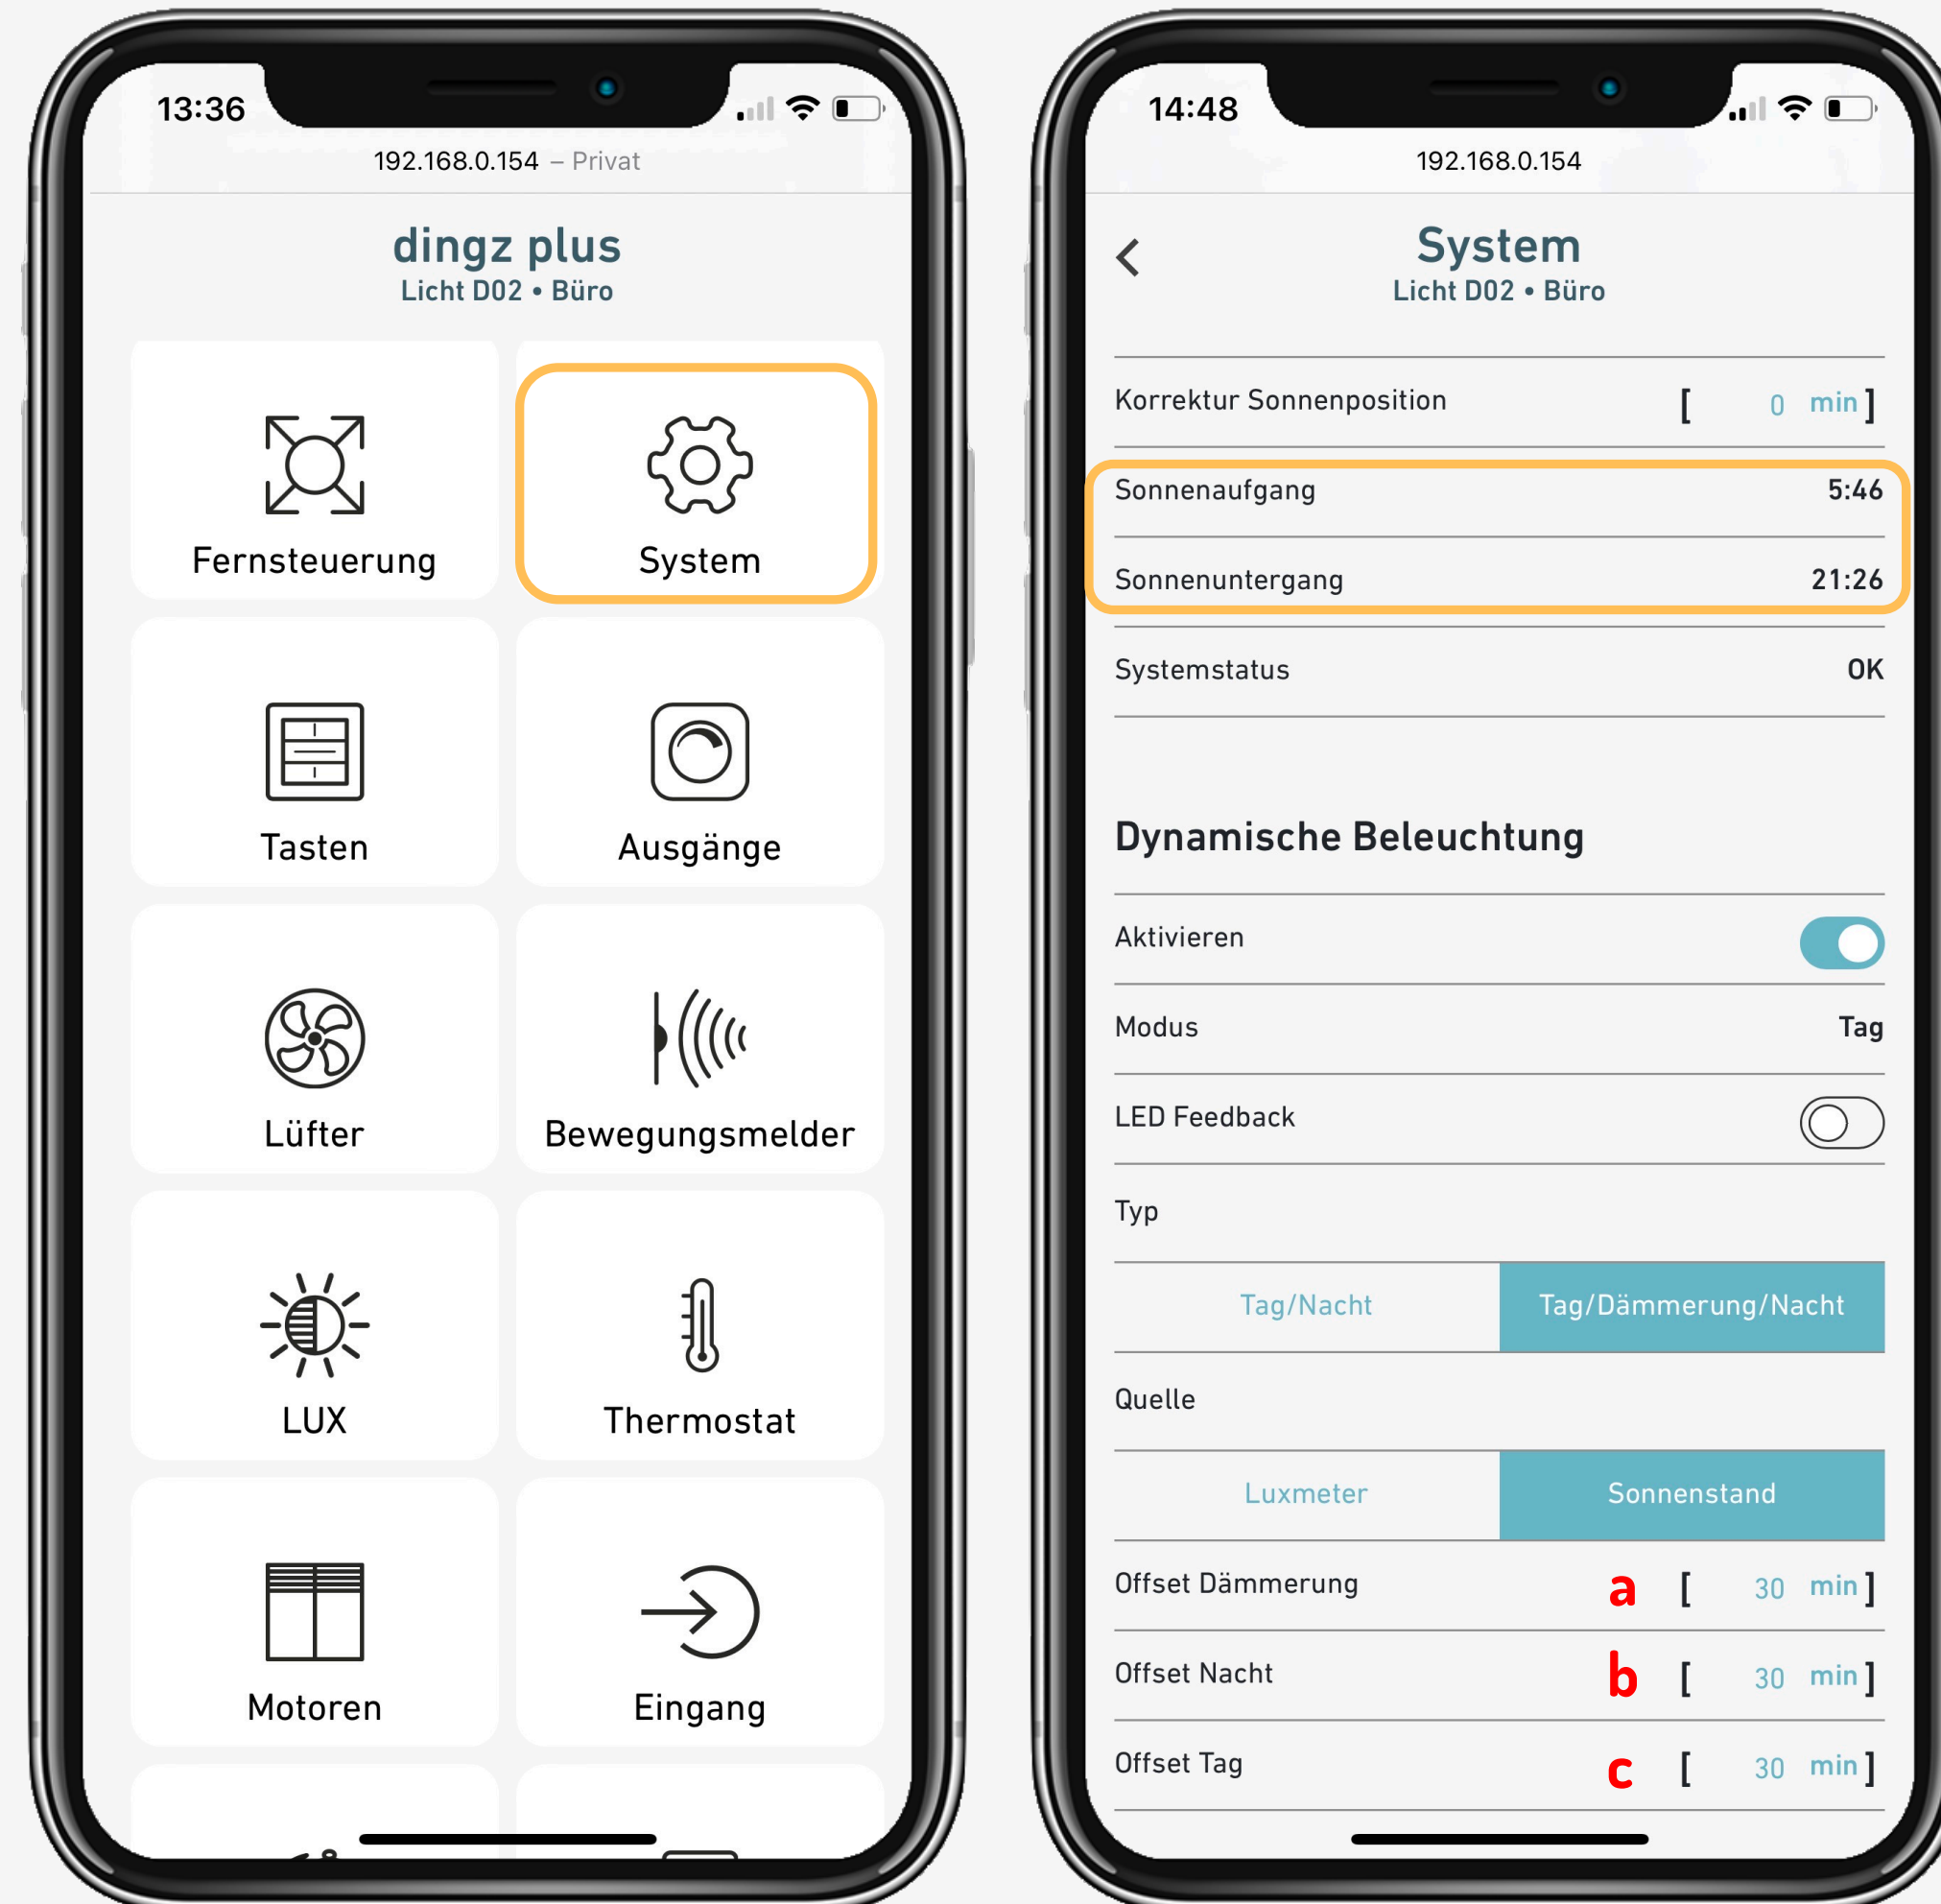 13:36
192.168.0.154 – Privat
dingz plus
Licht D02 • Büro
Fernsteuerung
System
Tasten
Ausgänge
Lüfter
Bewegungsmelder
LUX
Thermostat
Motoren
Eingang
14:48
192.168.0.154
System
Licht D02 • Büro
Korrektur Sonnenposition [ 0 min ]
Sonnenaufgang 5:46
Sonnenuntergang 21:26
Systemstatus OK
Dynamische Beleuchtung
Aktivieren
Modus Tag
LED Feedback
Typ
Tag/Nacht Tag/Dämmerung/Nacht
Quelle
Luxmeter Sonnenstand
Offset Dämmerung a [ 30 min ]
Offset Nacht b [ 30 min ]
Offset Tag c [ 30 min ]